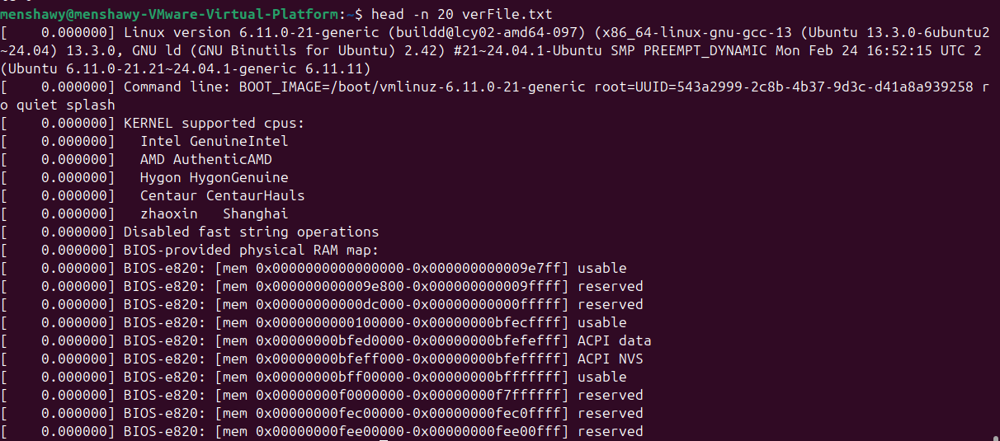 menshawy@menshawy-VMware-Virtual-Platform:~$ head -n 20 verFile.txt
[    0.000000] Linux version 6.11.0-21-generic (buildd@lcy02-amd64-097) (x86_64-linux-gnu-gcc-13 (Ubuntu 13.3.0-6ubuntu2
~24.04) 13.3.0, GNU ld (GNU Binutils for Ubuntu) 2.42) #21~24.04.1-Ubuntu SMP PREEMPT_DYNAMIC Mon Feb 24 16:52:15 UTC 2
(Ubuntu 6.11.0-21.21~24.04.1-generic 6.11.11)
[    0.000000] Command line: BOOT_IMAGE=/boot/vmlinuz-6.11.0-21-generic root=UUID=543a2999-2c8b-4b37-9d3c-d41a8a939258 r
o quiet splash
[    0.000000] KERNEL supported cpus:
[    0.000000]   Intel GenuineIntel
[    0.000000]   AMD AuthenticAMD
[    0.000000]   Hygon HygonGenuine
[    0.000000]   Centaur CentaurHauls
[    0.000000]   zhaoxin   Shanghai
[    0.000000] Disabled fast string operations
[    0.000000] BIOS-provided physical RAM map:
[    0.000000] BIOS-e820: [mem 0x0000000000000000-0x000000000009e7ff] usable
[    0.000000] BIOS-e820: [mem 0x000000000009e800-0x000000000009ffff] reserved
[    0.000000] BIOS-e820: [mem 0x00000000000dc000-0x00000000000fffff] reserved
[    0.000000] BIOS-e820: [mem 0x0000000000100000-0x00000000bfecffff] usable
[    0.000000] BIOS-e820: [mem 0x00000000bfed0000-0x00000000bfefefff] ACPI data
[    0.000000] BIOS-e820: [mem 0x00000000bfeff000-0x00000000bfefffff] ACPI NVS
[    0.000000] BIOS-e820: [mem 0x00000000bff00000-0x00000000bfffffff] usable
[    0.000000] BIOS-e820: [mem 0x00000000f0000000-0x00000000f7ffffff] reserved
[    0.000000] BIOS-e820: [mem 0x00000000fec00000-0x00000000fec0ffff] reserved
[    0.000000] BIOS-e820: [mem 0x00000000fee00000-0x00000000fee00fff] reserved